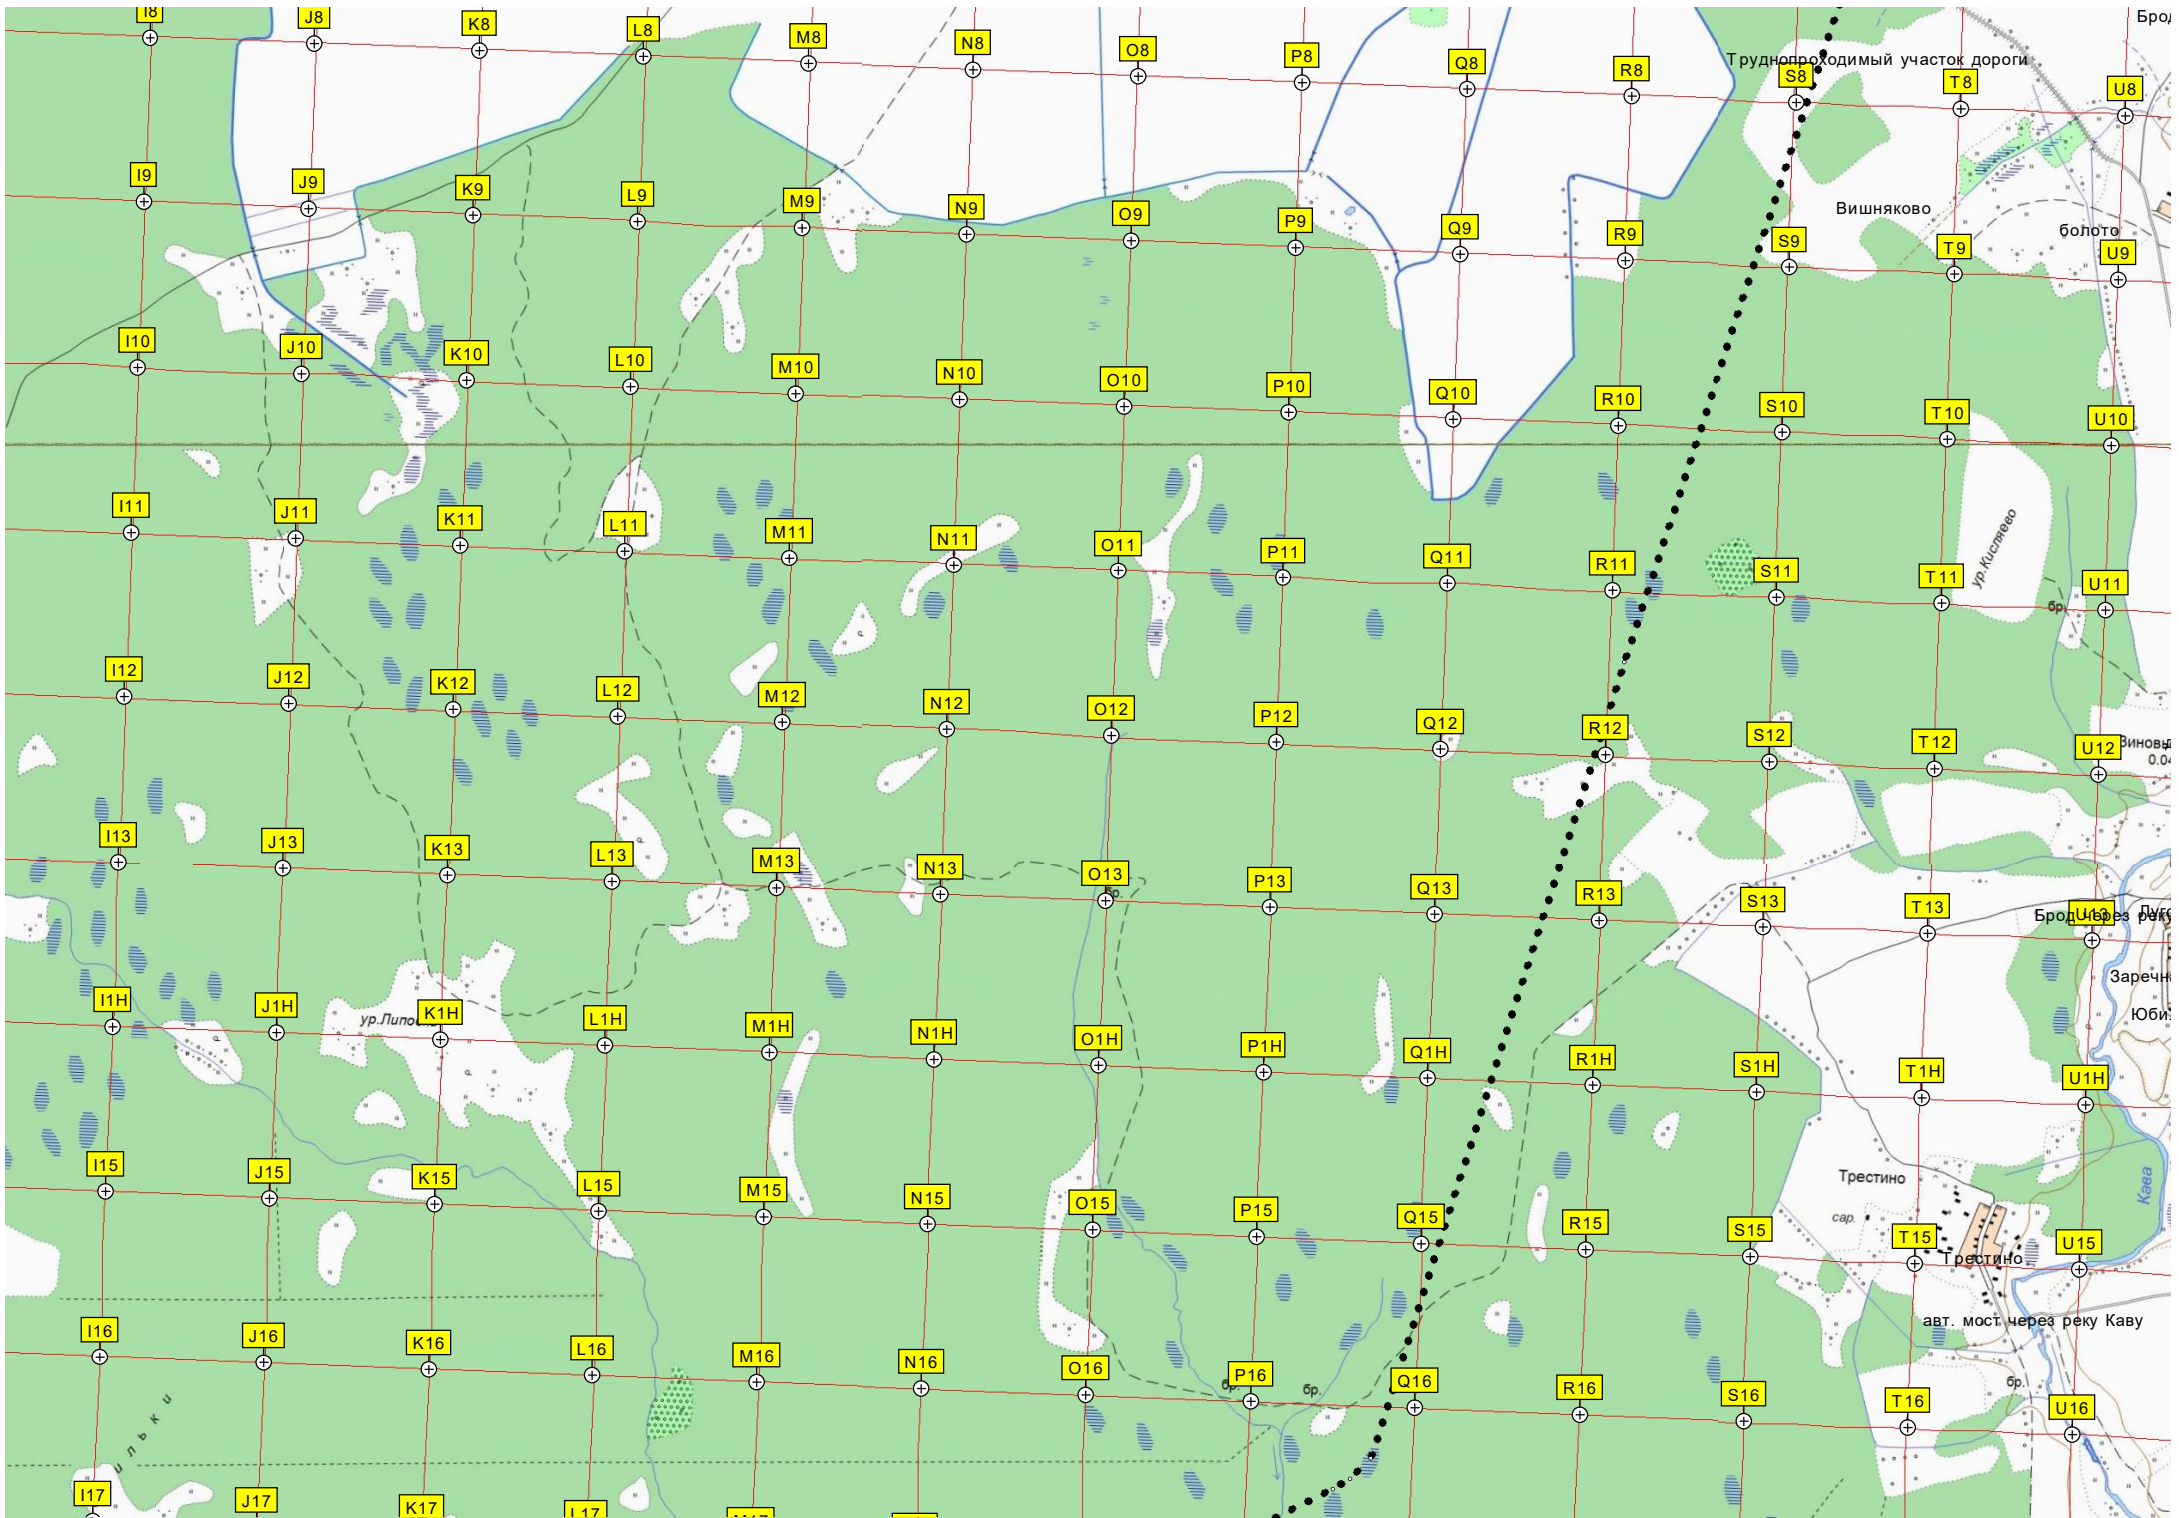 I8 J8 K8 L8 M8 N8 O8 P8 Q8 R8 S8 T8 U8
Труднопроходимый участок дороги
I9 J9 K9 L9 M9 N9 O9 P9 Q9 R9 S9 T9 U9
Вишняково
болото
I10 J10 K10 L10 M10 N10 O10 P10 Q10 R10 S10 T10 U10
ур.Кисляево
I11 J11 K11 L11 M11 N11 O11 P11 Q11 R11 S11 T11 U11
бр.
I12 J12 K12 L12 M12 N12 O12 P12 Q12 R12 S12 T12 U12
I13 J13 K13 L13 M13 N13 O13 P13 Q13 R13 S13 T13 U13
бр.
Брод через реку
I1H J1H K1H L1H M1H N1H O1H P1H Q1H R1H S1H T1H U1H
Трестино
Кава
сар.
I15 J15 K15 L15 M15 N15 O15 P15 Q15 R15 S15 T15 U15
Трестино
авт. мост через реку Каву
I16 J16 K16 L16 M16 N16 O16 P16 Q16 R16 S16 T16 U16
бр.
бр.
бр.
ильки
I17 J17 K17 L17